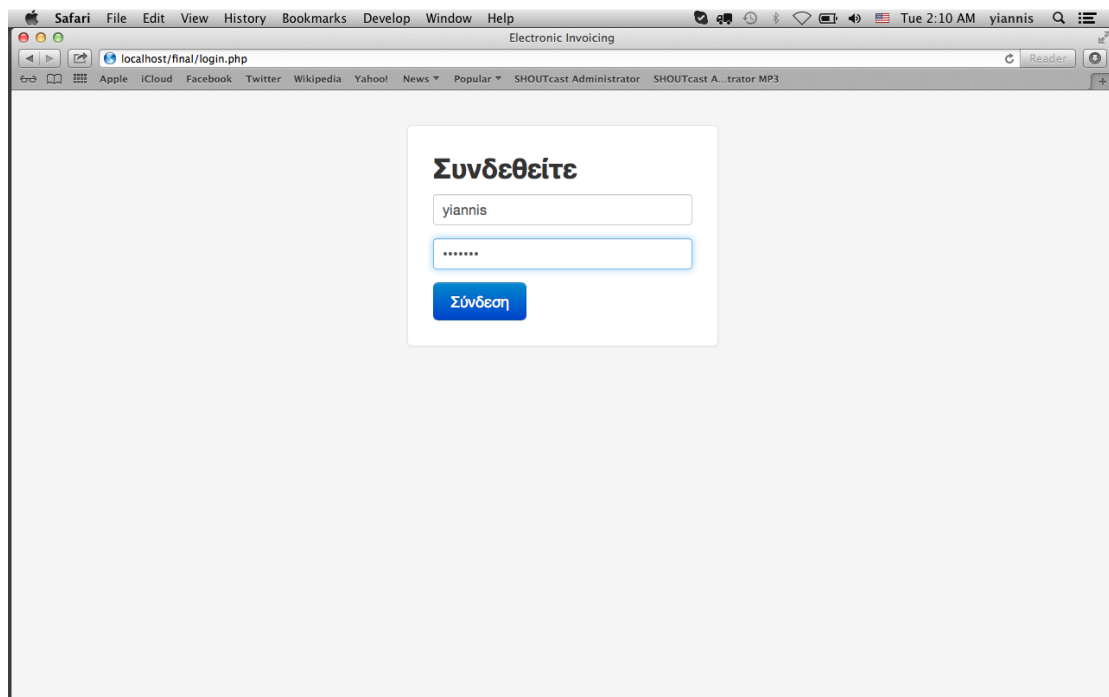 Safari File Edit View History Bookmarks Develop Window Help Tue 2:10 AM yiannis
Electronic Invoicing
localhost/final/login.php Reader
Apple iCloud Facebook Twitter Wikipedia Yahoo! News Popular SHOUTcast Administrator SHOUTcast A...trator MP3
Συνδεθείτε
yiannis
•••••••
Σύνδεση